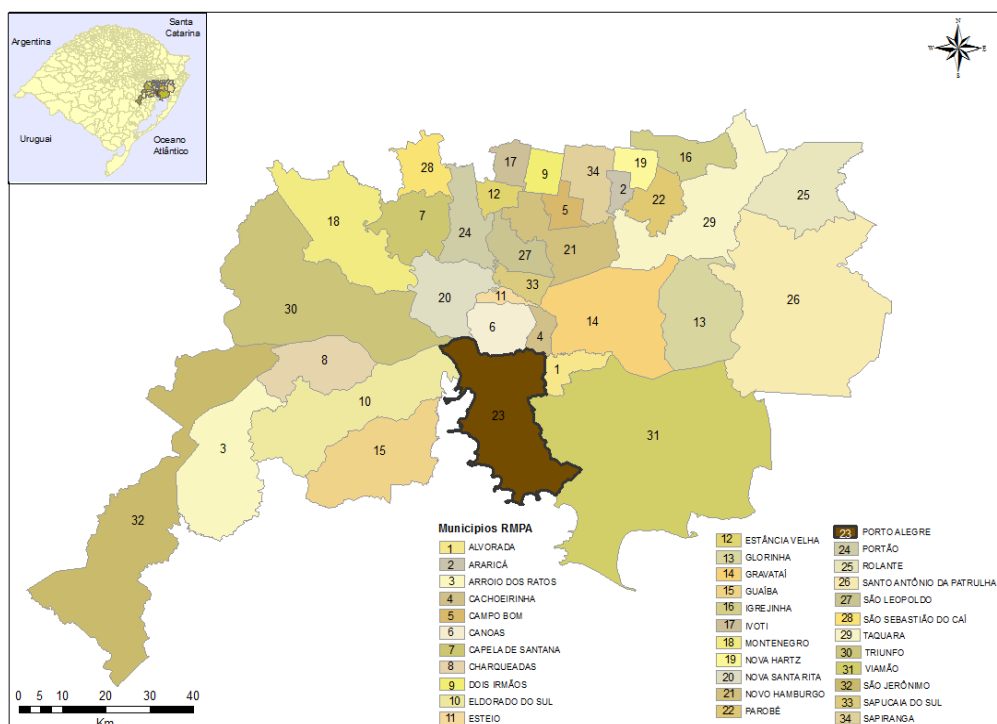 Santa
Catarina
Argentina
Uruguai
Oceano
Atlântico
N
W
E
S
28
17
9
34
19
16
2
12
22
25
18
7
5
24
29
21
27
33
20
11
26
30
14
13
6
4
8
1
10
23
31
15
3
32
Municípios RMPA
1 ALVORADA
2 ARARICÁ
3 ARROIO DOS RATOS
4 CACHOEIRINHA
5 CAMPO BOM
6 CANOAS
7 CAPELA DE SANTANA
8 CHARQUEADAS
9 DOIS IRMÃOS
10 ELDORADO DO SUL
11 ESTEIO
12 ESTÂNCIA VELHA
13 GLORINHA
14 GRAVATAÍ
15 GUAÍBA
16 IGREJINHA
17 IVOTI
18 MONTENEGRO
19 NOVA HARTZ
20 NOVA SANTA RITA
21 NOVO HAMBURGO
22 PAROBÉ
23 PORTO ALEGRE
24 PORTÃO
25 ROLANTE
26 SANTO ANTÔNIO DA PATRULHA
27 SÃO LEOPOLDO
28 SÃO SEBASTIÃO DO CAÍ
29 TAQUARA
30 TRIUNFO
31 VIAMÃO
32 SÃO JERÔNIMO
33 SAPUCAIA DO SUL
34 SAPIRANGA
0 5 10 20 30 40
Km